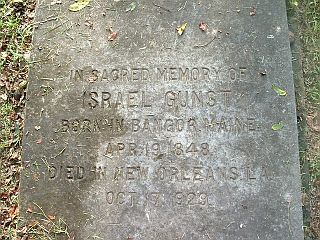 IN SACRED MEMORY OF
ISRAEL GUNST
BORN IN BANGOR, MAINE
APR. 19, 1848
DIED IN NEW ORLEANS, LA.
OCT. 7, 1929